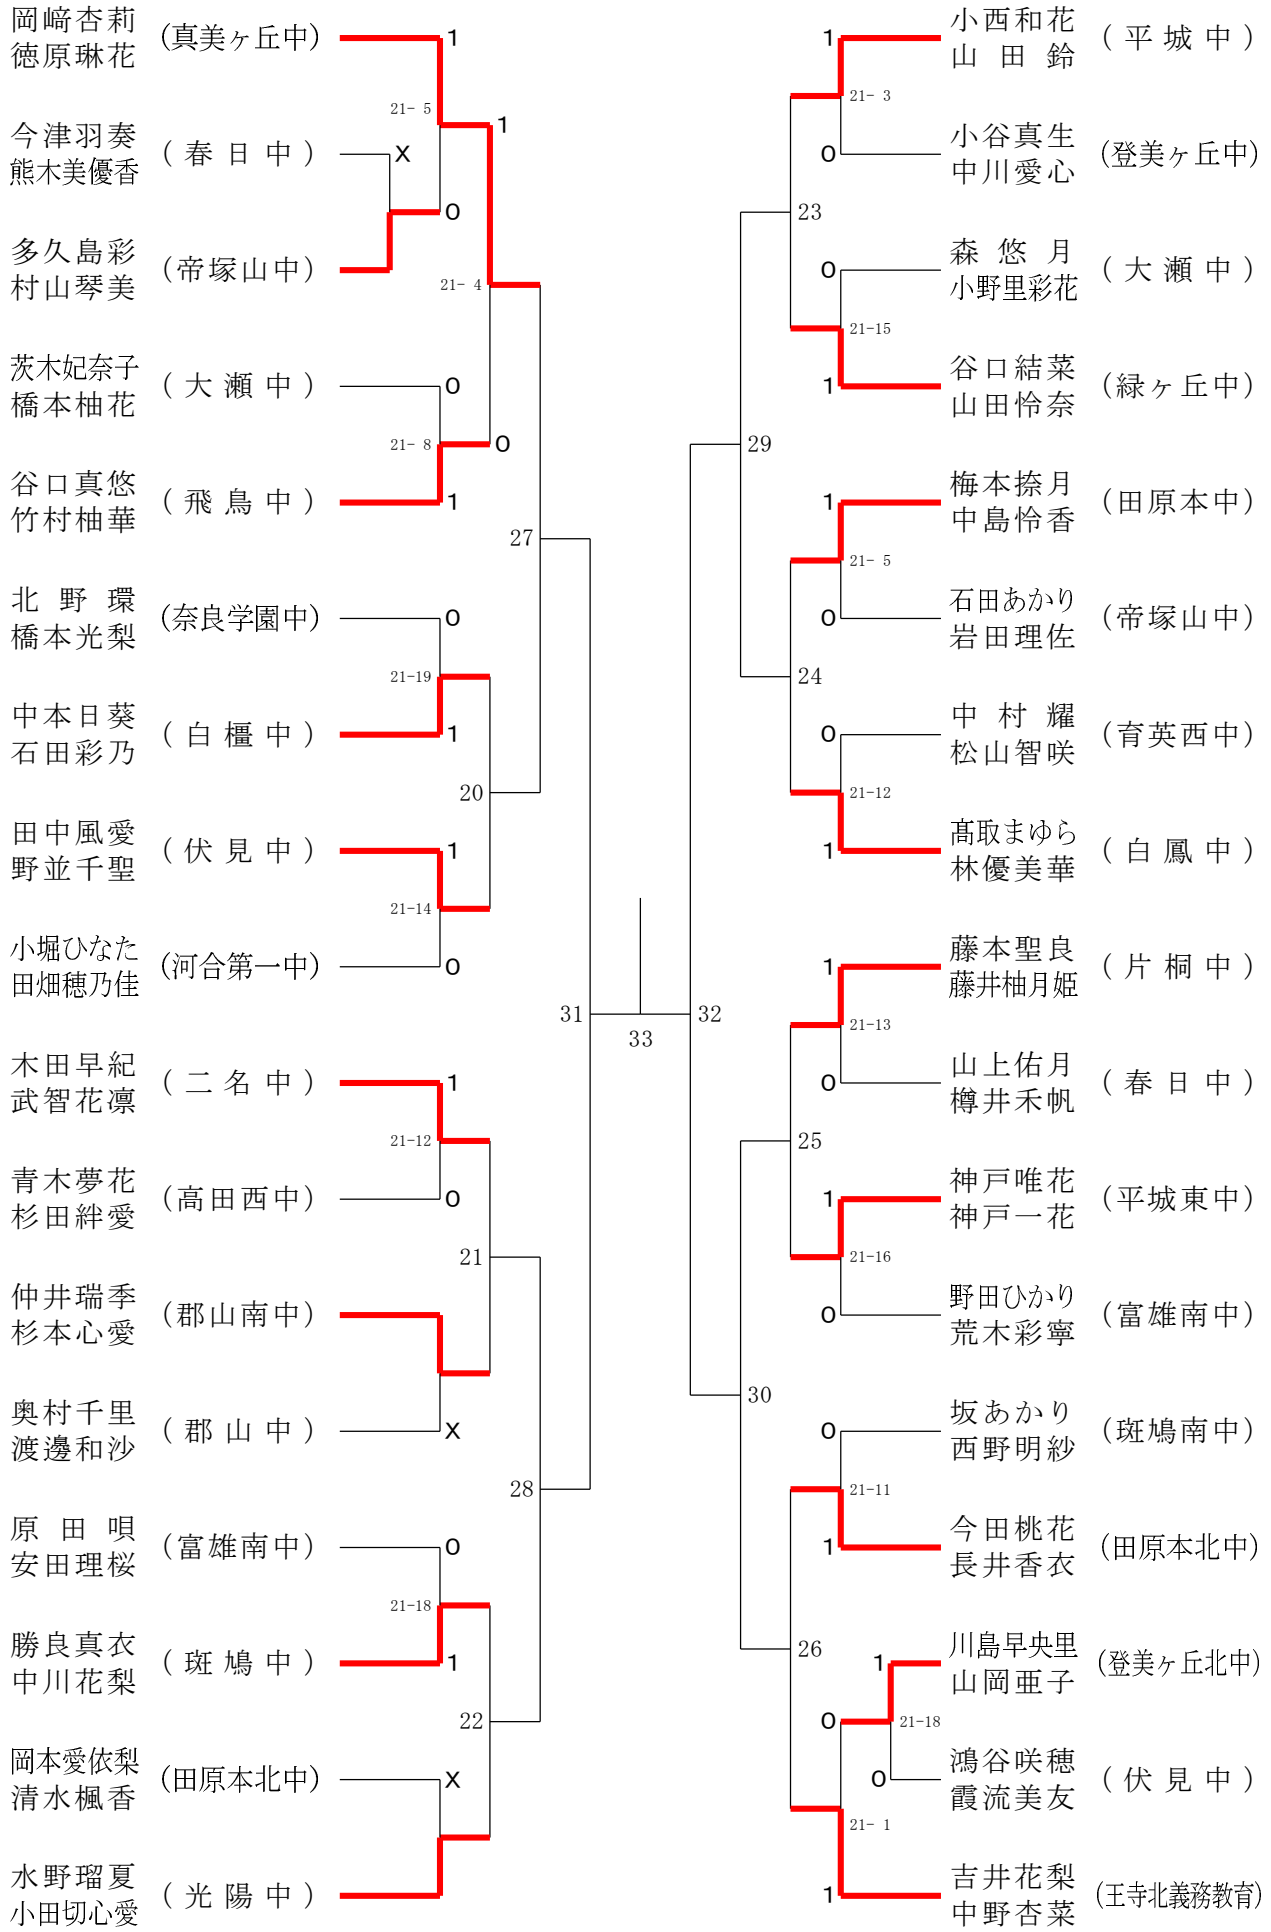 岡﨑杏莉
徳原琳花
(真美ヶ丘中)
1
21- 5
1
今津羽奏
熊木美優香
(春日中)
X
0
多久島彩
村山琴美
(帝塚山中)
21- 4
茨木妃奈子
橋本柚花
(大瀬中)
0
21- 8
0
谷口真悠
竹村柚華
(飛鳥中)
1
27
北野環
橋本光梨
(奈良学園中)
0
21-19
中本日葵
石田彩乃
(白橿中)
1
20
田中風愛
野並千聖
(伏見中)
1
21-14
小堀ひなた
田畑穂乃佳
(河合第一中)
0
31
33
32
木田早紀
武智花凛
(二名中)
1
21-12
青木夢花
杉田絆愛
(高田西中)
0
21
仲井瑞季
杉本心愛
(郡山南中)
奥村千里
渡邊和沙
(郡山中)
X
28
原田唄
安田理桜
(富雄南中)
0
21-18
勝良真衣
中川花梨
(斑鳩中)
1
22
岡本愛依梨
清水楓香
(田原本北中)
X
水野瑠夏
小田切心愛
(光陽中)
1
小西和花
山田鈴
(平城中)
21- 3
0
小谷真生
中川愛心
(登美ヶ丘中)
23
0
森悠月
小野里彩花
(大瀬中)
21-15
1
谷口結菜
山田怜奈
(緑ヶ丘中)
29
1
梅本捺月
中島怜香
(田原本中)
21- 5
0
石田あかり
岩田理佐
(帝塚山中)
24
0
中村耀
松山智咲
(育英西中)
21-12
1
髙取まゆら
林優美華
(白鳳中)
1
藤本聖良
藤井柚月姫
(片桐中)
21-13
0
山上佑月
樽井禾帆
(春日中)
25
1
神戸唯花
神戸一花
(平城東中)
21-16
0
野田ひかり
荒木彩寧
(富雄南中)
30
0
坂あかり
西野明紗
(斑鳩南中)
21-11
1
今田桃花
長井香衣
(田原本北中)
26
1
川島早央里
山岡亜子
(登美ヶ丘北中)
0
21-18
0
鴻谷咲穂
霞流美友
(伏見中)
21- 1
1
吉井花梨
中野杏菜
(王寺北義務教育)